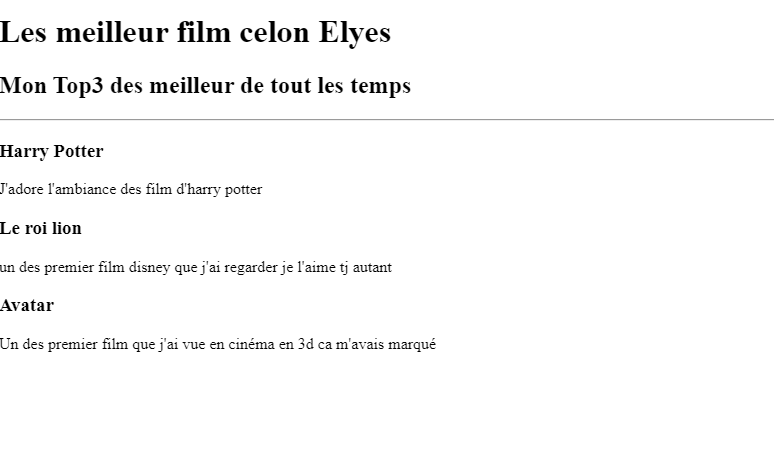 Les meilleur film celon Elyes
Mon Top3 des meilleur de tout les temps
Harry Potter
J'adore l'ambiance des film d'harry potter
Le roi lion
un des premier film disney que j'ai regarder je l'aime tj autant
Avatar
Un des premier film que j'ai vue en cinéma en 3d ca m'avais marqué